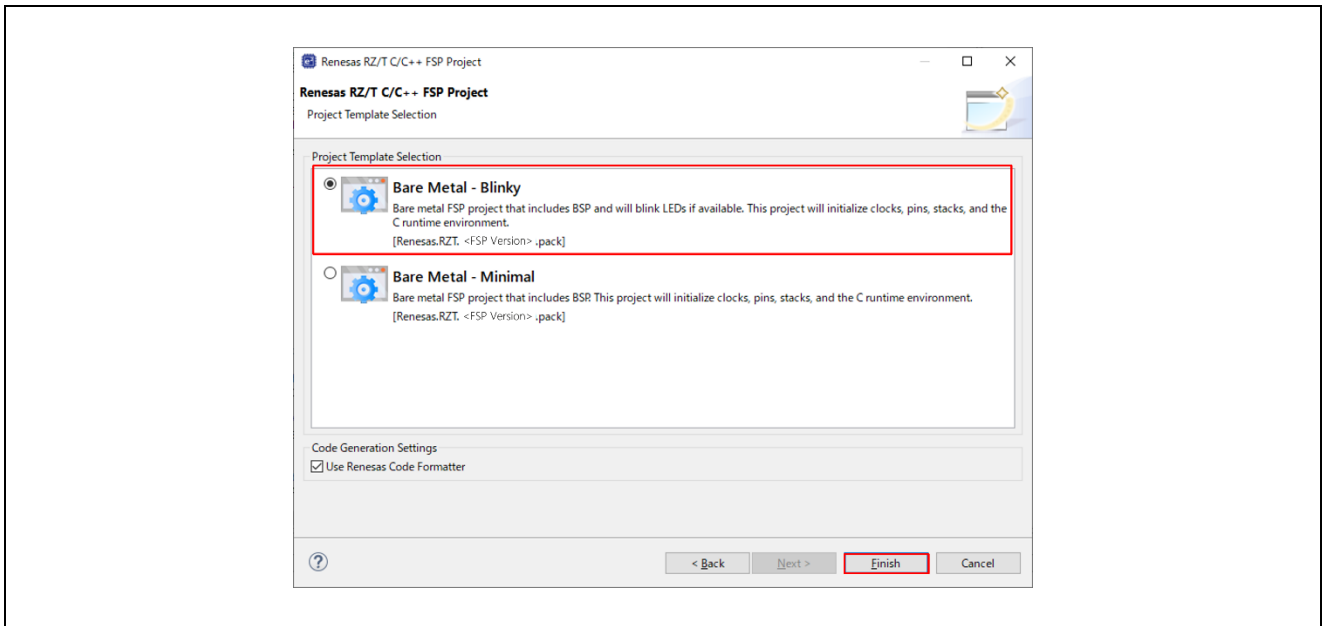 Renesas RZ/T C/C++ FSP Project
Renesas RZ/T C/C++ FSP Project
Project Template Selection
Project Template Selection
Bare Metal - Blinky
Bare metal FSP project that includes BSP and will blink LEDs if available. This project will initialize clocks, pins, stacks, and the
C runtime environment.
[Renesas.RZT. <FSP Version> .pack]
Bare Metal - Minimal
Bare metal FSP project that includes BSP. This project will initialize clocks, pins, stacks, and the C runtime environment.
[Renesas.RZT. <FSP Version> .pack]
Code Generation Settings
Use Renesas Code Formatter
? < Back Next > Finish Cancel